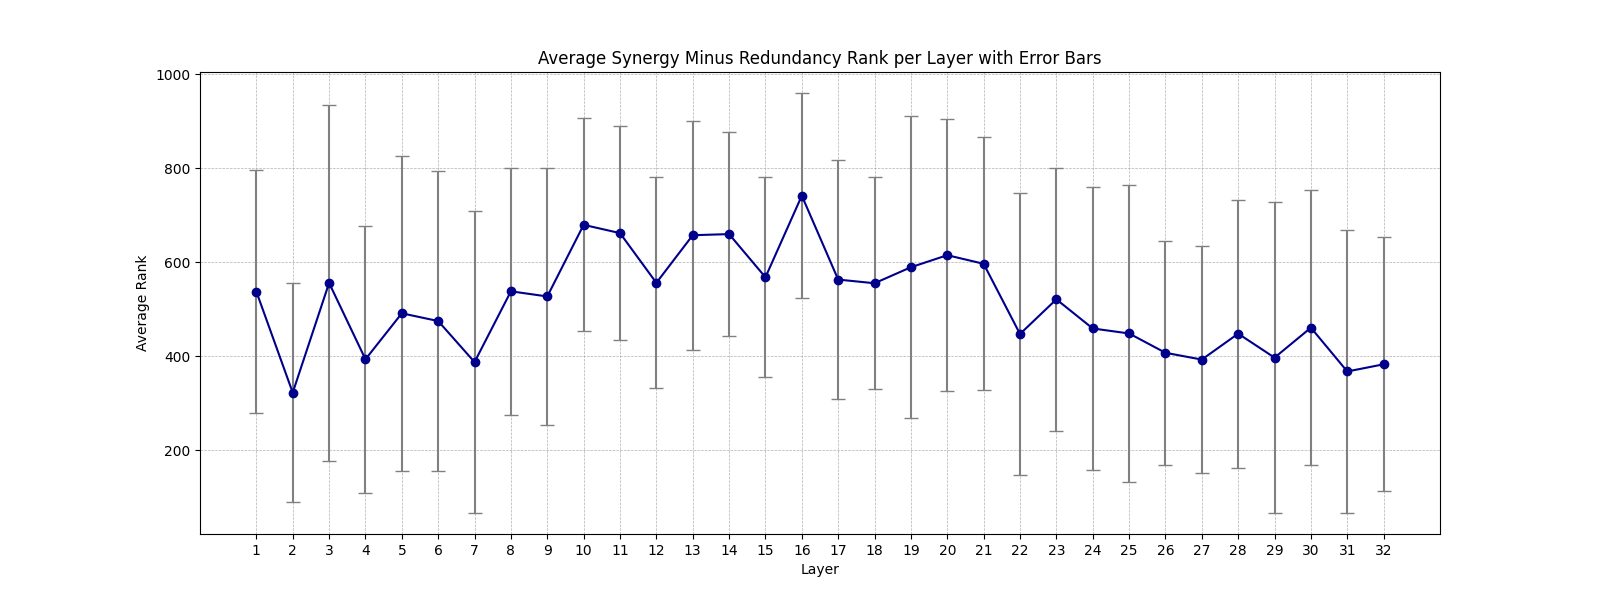 Average Synergy Minus Redundancy Rank per Layer with Error Bars
1000
800
600
400
200
Average Rank
1 2 3 4 5 6 7 8 9 10 11 12 13 14 15 16 17 18 19 20 21 22 23 24 25 26 27 28 29 30 31 32
Layer